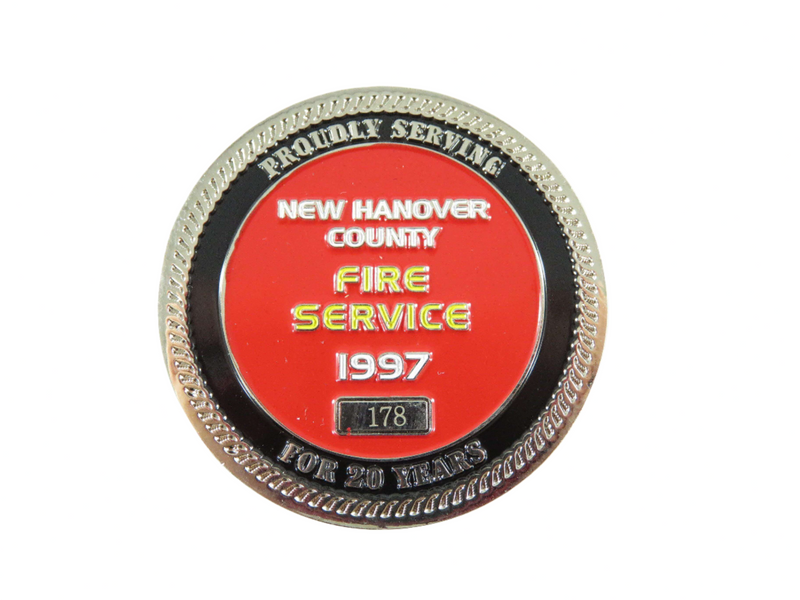 PROUDLY SERVING
NEW HANOVER
COUNTY
FIRE
SERVICE
1997
178
FOR 20 YEARS